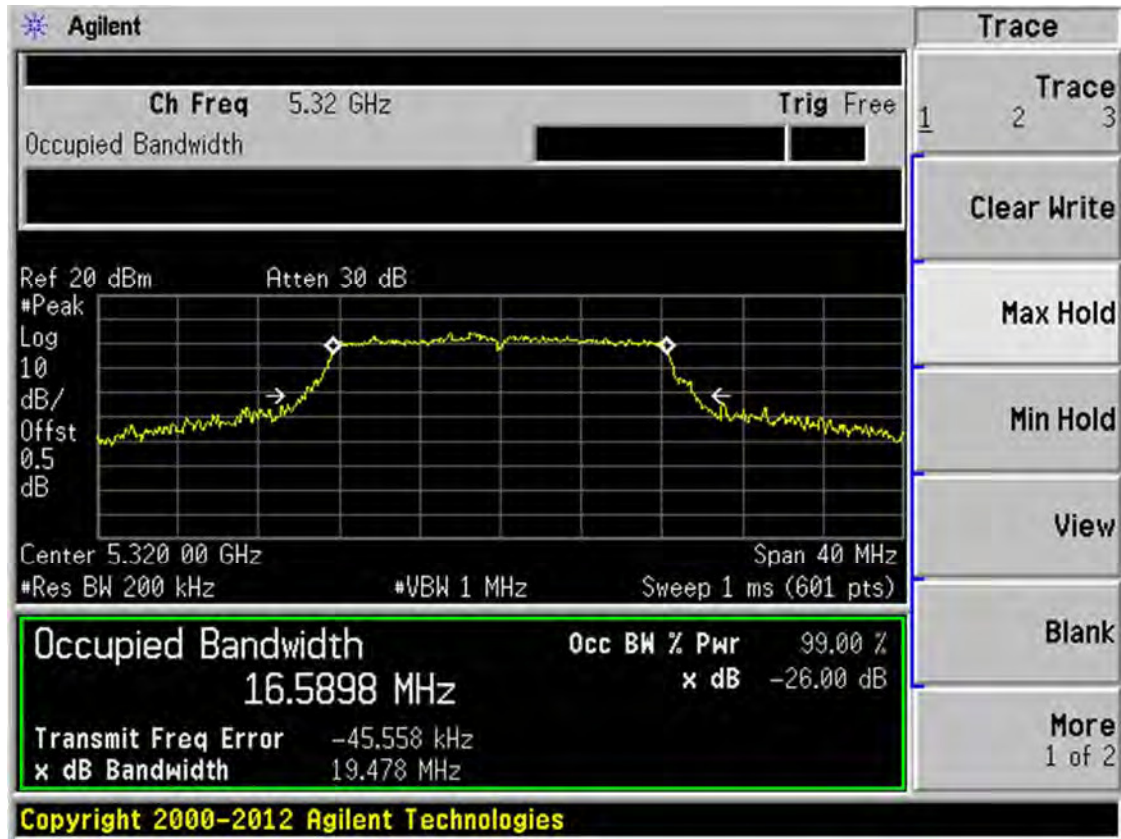 Agilent
Trace
Ch Freq 5.32 GHz Trig Free
Occupied Bandwidth
Trace
1 2 3
Clear Write
Max Hold
Min Hold
View
Blank
More
1 of 2
Ref 20 dBm Atten 30 dB
#Peak
Log
10
dB/
Offst
0.5
dB
Center 5.320 00 GHz Span 40 MHz
#Res BW 200 kHz #VBW 1 MHz Sweep 1 ms (601 pts)
Occupied Bandwidth Occ BW % Pwr 99.00 %
16.5898 MHz x dB -26.00 dB
Transmit Freq Error -45.558 kHz
x dB Bandwidth 19.478 MHz
Copyright 2000-2012 Agilent Technologies